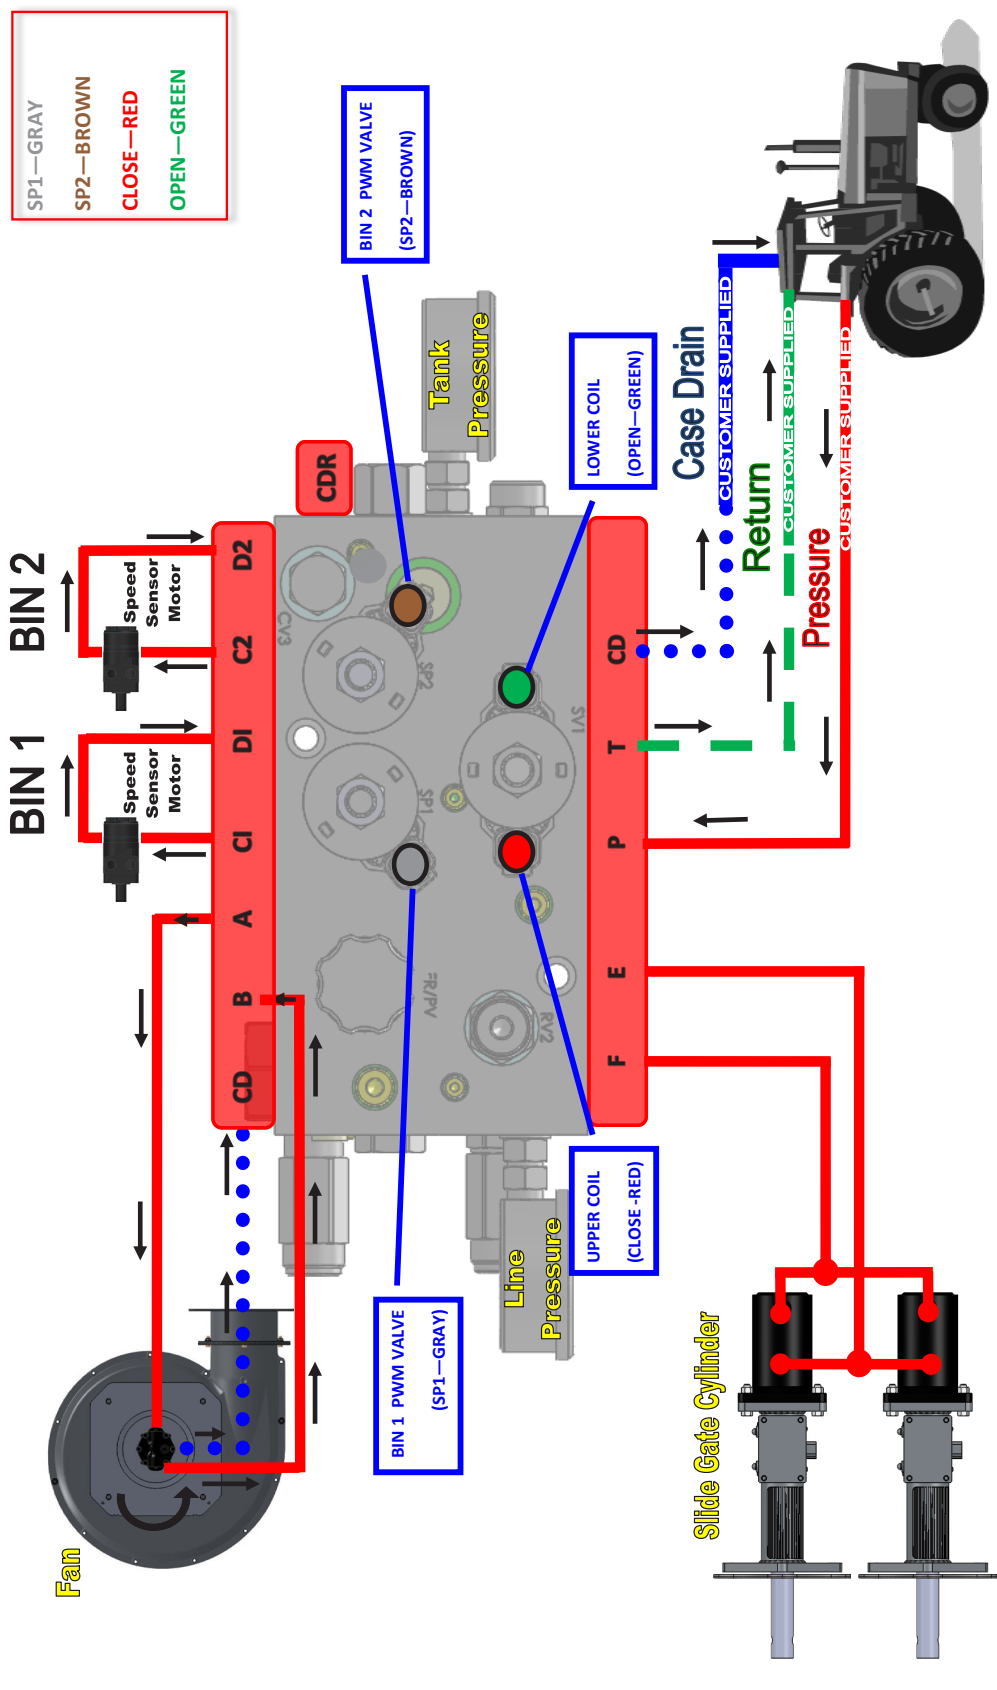 SP1—GRAY
SP2—BROWN
CLOSE—RED
OPEN—GREEN
BIN 1
BIN 2
Speed
Sensor
Motor
Speed
Sensor
Motor
Fan
CD
B
A
CI
DI
C2
D2
CDR
BIN 2 PWM VALVE
(SP2—BROWN)
Tank
Pressure
CV3
SP2
SP1
FR/PV
SV1
RV2
BIN 1 PWM VALVE
(SP1—GRAY)
Line
Pressure
UPPER COIL
(CLOSE -RED)
LOWER COIL
(OPEN—GREEN)
F
E
P
T
CD
Case Drain
CUSTOMER SUPPLIED
Return
CUSTOMER SUPPLIED
Pressure
CUSTOMER SUPPLIED
Slide Gate Cylinder